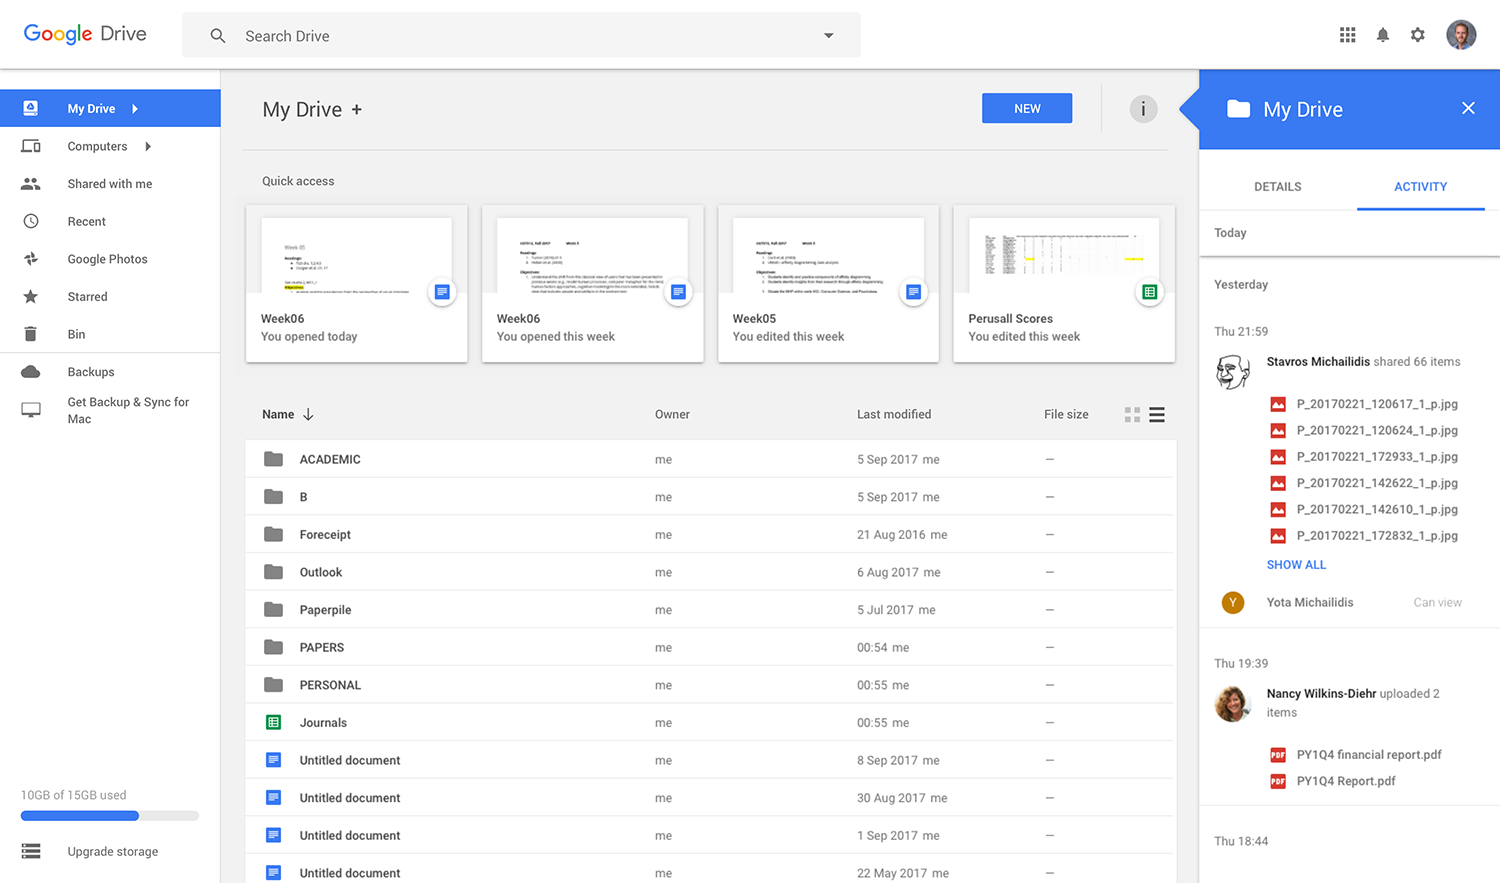 Google Drive
Search Drive
My Drive
Computers
Shared with me
Recent
Google Photos
Starred
Bin
Backups
Get Backup & Sync for
Mac
10GB of 15GB used
Upgrade storage
My Drive +
NEW
i
Quick access
Week 05
Readings:
Objectives:
Week06
You opened today
Week06
You opened this week
Week05
You edited this week
Perusall Scores
You edited this week
Name Owner Last modified File size
ACADEMIC me 5 Sep 2017 me –
B me 5 Sep 2017 me –
Foreceipt me 21 Aug 2016 me –
Outlook me 6 Aug 2017 me –
Paperpile me 5 Jul 2017 me –
PAPERS me 00:54 me –
PERSONAL me 00:55 me –
Journals me 00:55 me –
Untitled document me 8 Sep 2017 me –
Untitled document me 30 Aug 2017 me –
Untitled document me 1 Sep 2017 me –
Untitled document me 22 May 2017 me –
My Drive
DETAILS ACTIVITY
Today
Yesterday
Thu 21:59
Stavros Michailidis shared 66 items
P_20170221_120617_1_p.jpg
P_20170221_120624_1_p.jpg
P_20170221_172933_1_p.jpg
P_20170221_142622_1_p.jpg
P_20170221_142610_1_p.jpg
P_20170221_172832_1_p.jpg
SHOW ALL
Y Yota Michailidis Can view
Thu 19:39
Nancy Wilkins-Diehr uploaded 2
items
PDF PY1Q4 financial report.pdf
PDF PY1Q4 Report.pdf
Thu 18:44